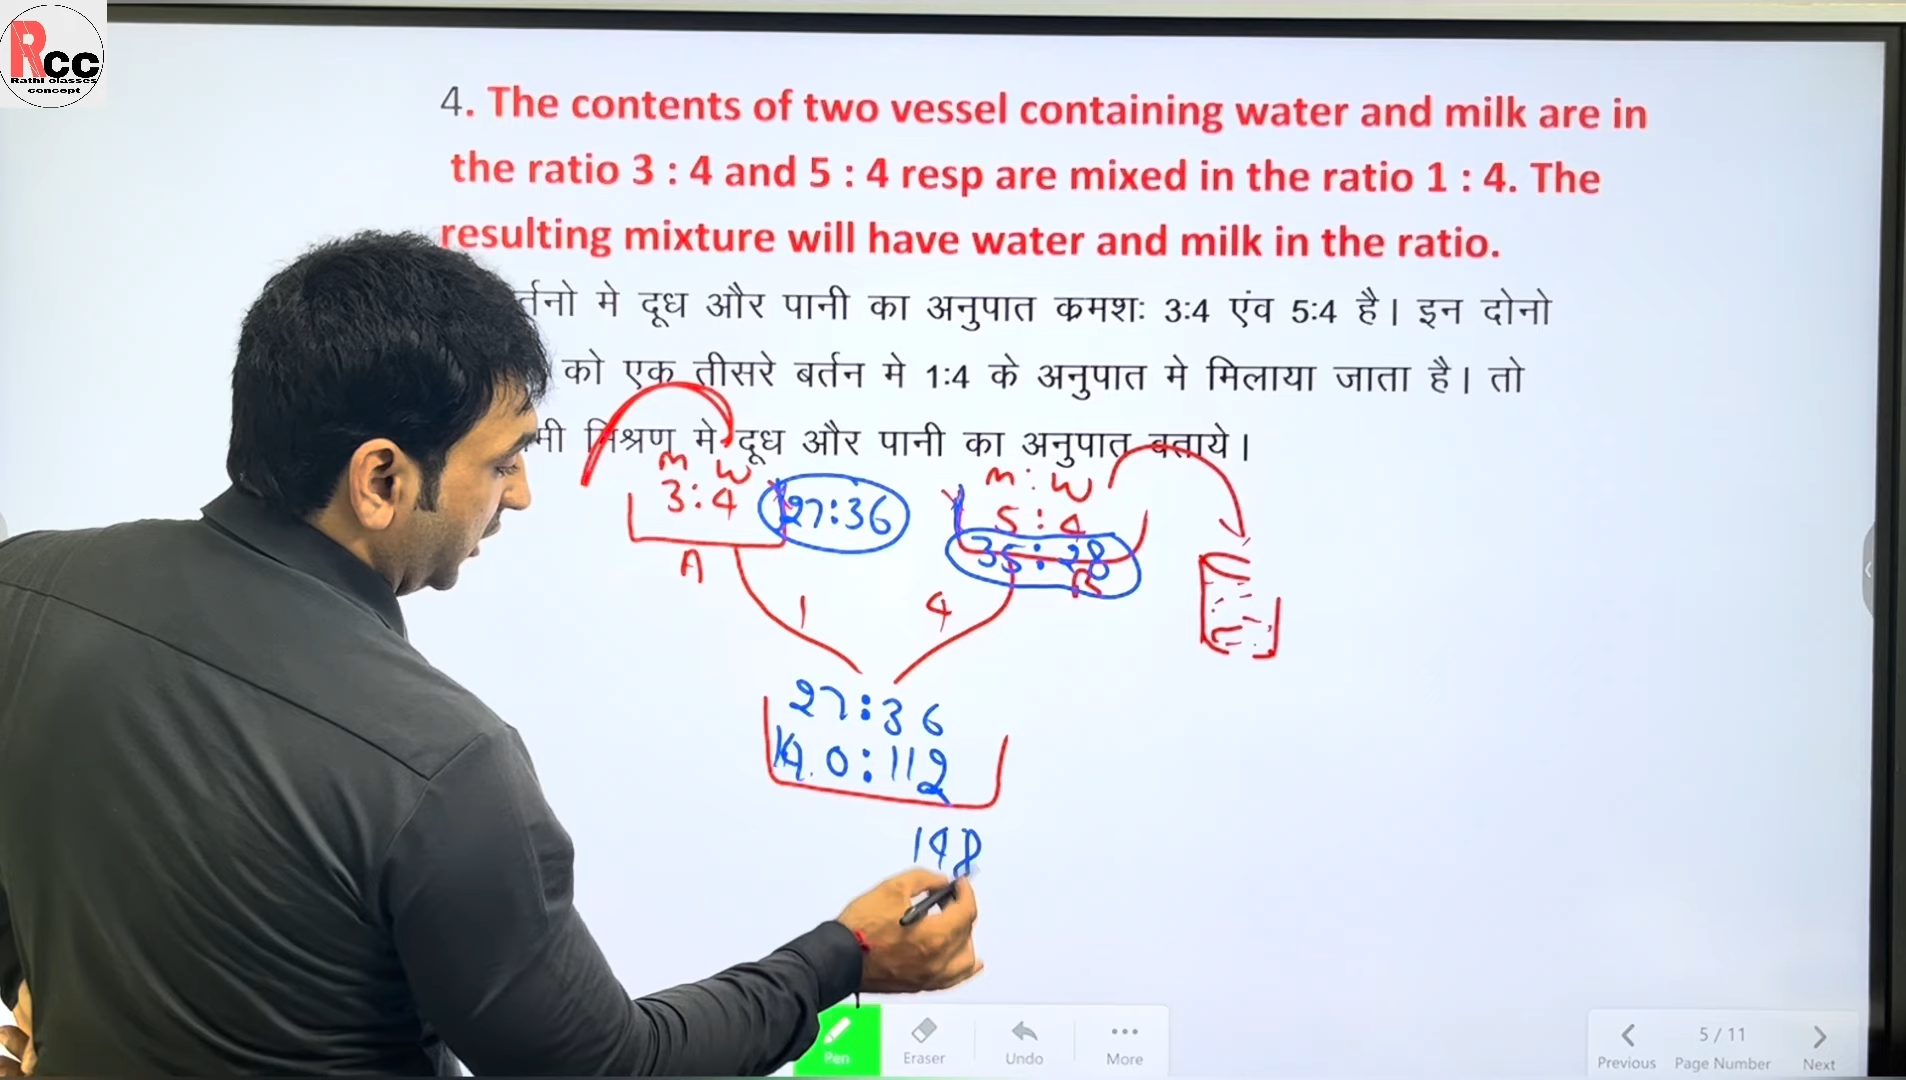 Rcc
Rathi classes
concept
4. The contents of two vessel containing water and milk are in
the ratio 3 : 4 and 5 : 4 resp are mixed in the ratio 1 : 4. The
resulting mixture will have water and milk in the ratio.
मे दूध और पानी का अनुपात कमशः 3:4 एंव 5:4 है। इन दोनो
को एक तीसरे बर्तन मे 1:4 के अनुपात मे मिलाया जाता है। तो
मिश्रण मे दूध और पानी का अनुपात बताये।
m w
3:4
27:36
m : w
5 : 4
35:28
A
B
1
4
27:36
140:112
148
Pen
Eraser
Undo
More
Previous
5 / 11
Page Number
Next